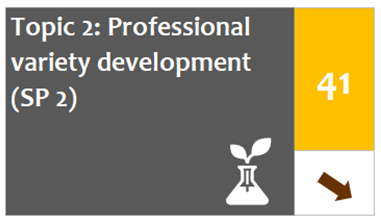 Topic 2: Professional
variety development
(SP 2)
41